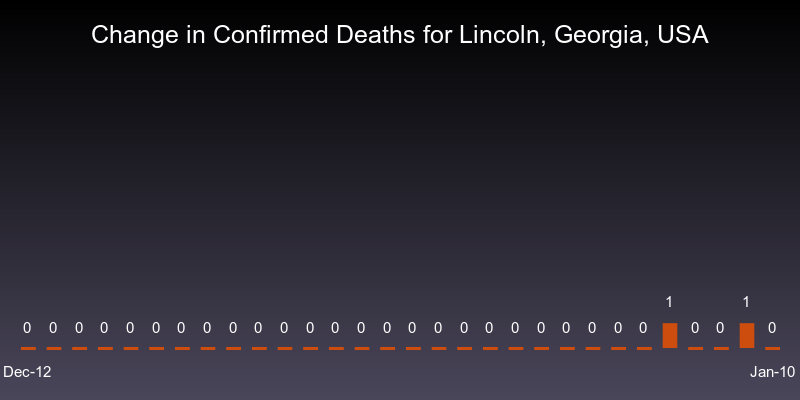 Change in Confirmed Deaths for Lincoln, Georgia, USA
1 1
0 0 0 0 0 0 0 0 0 0 0 0 0 0 0 0 0 0 0 0 0 0 0 0 0 0 0 0
Dec-12 Jan-10